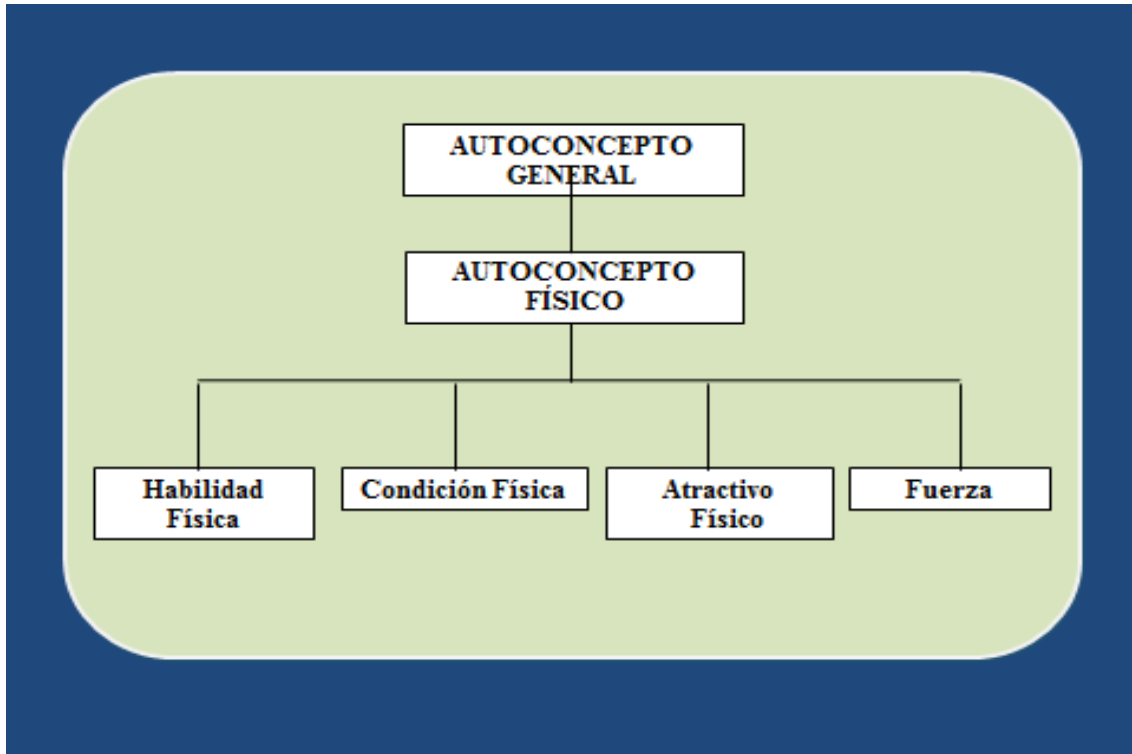 AUTOCONCEPTO
GENERAL
AUTOCONCEPTO
FÍSICO
Habilidad
Física
Condición Física
Atractivo
Físico
Fuerza